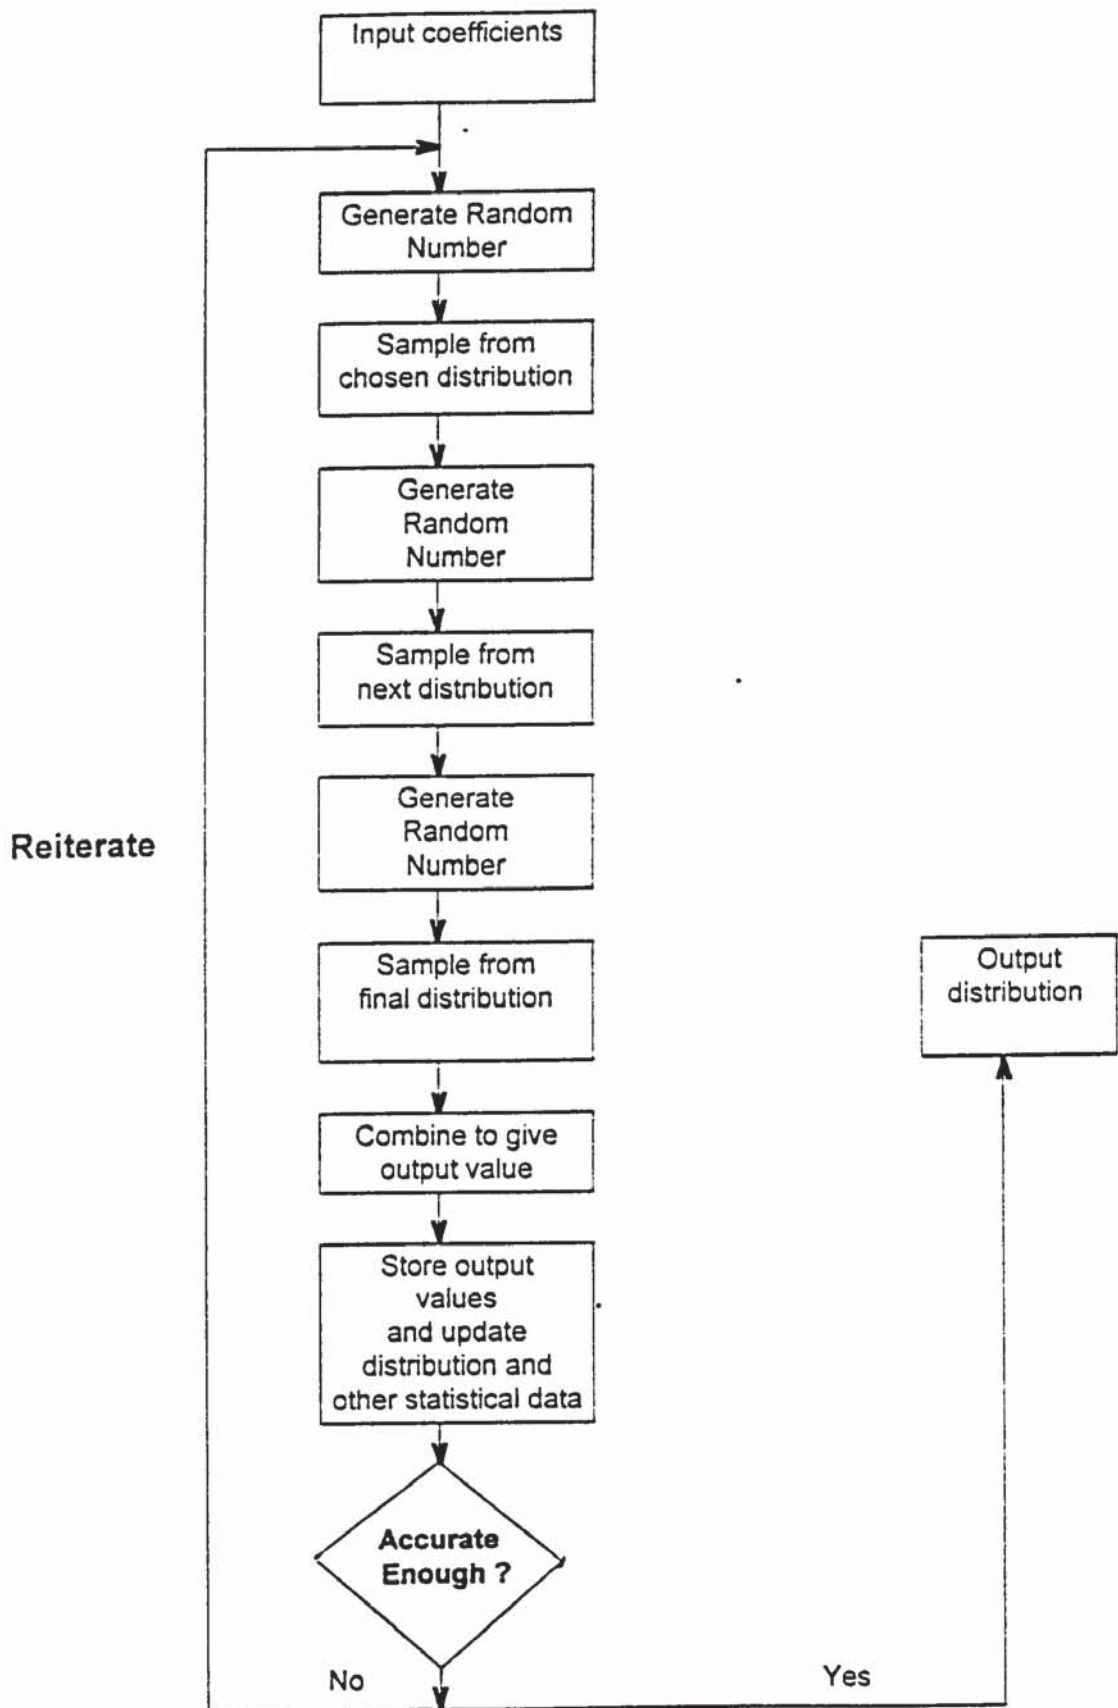 Input coefficients
Generate Random
Number
Sample from
chosen distribution
Generate
Random
Number
Sample from
next distribution
Generate
Random
Number
Reiterate
Sample from
final distribution
Output
distribution
Combine to give
output value
Store output
values
and update
distribution and
other statistical data
Accurate
Enough ?
No
Yes